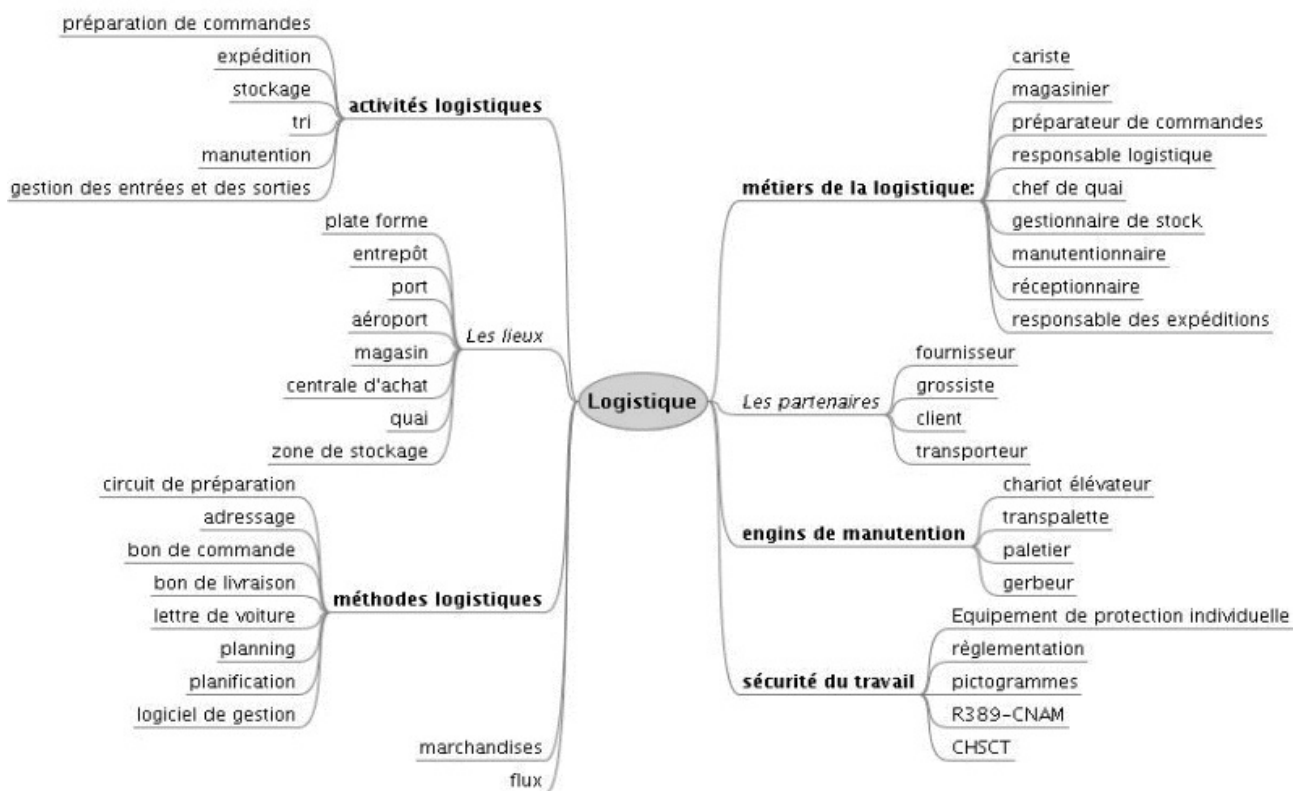 préparation de commandes
expédition
stockage
tri
manutention
gestion des entrées et des sorties
activités logistiques
plate forme
entrepôt
port
aéroport
magasin
centrale d'achat
quai
zone de stockage
Les lieux
circuit de préparation
adressage
bon de commande
bon de livraison
lettre de voiture
planning
planification
logiciel de gestion
méthodes logistiques
marchandises
flux
Logistique
métiers de la logistique:
cariste
magasinier
préparateur de commandes
responsable logistique
chef de quai
gestionnaire de stock
manutentionnaire
réceptionnaire
responsable des expéditions
Les partenaires
fournisseur
grossiste
client
transporteur
engins de manutention
chariot élévateur
transpalette
paletier
gerbeur
sécurité du travail
Equipement de protection individuelle
règlementation
pictogrammes
R389-CNAM
CHSCT